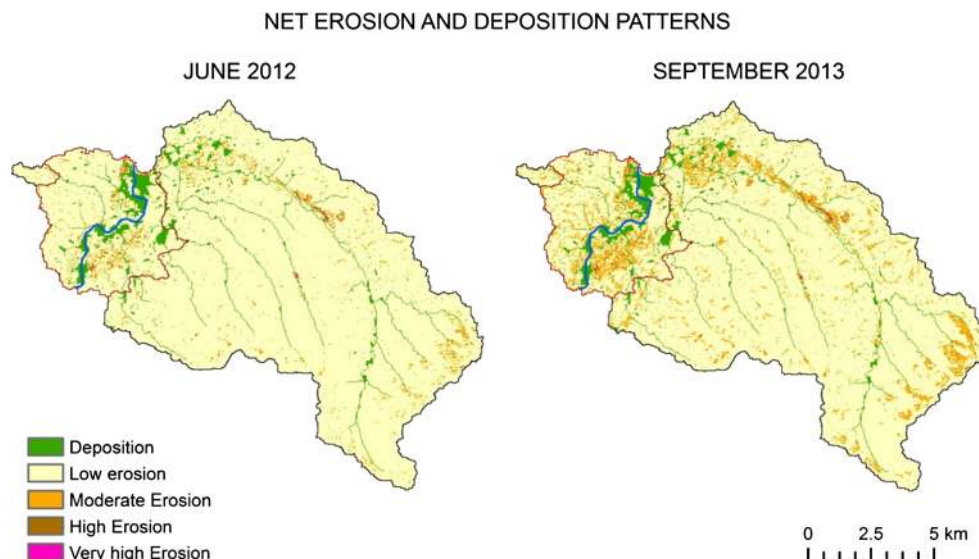 NET EROSION AND DEPOSITION PATTERNS
JUNE 2012
SEPTEMBER 2013
Deposition
Low erosion
Moderate Erosion
High Erosion
Very high Erosion
0 2.5 5 km